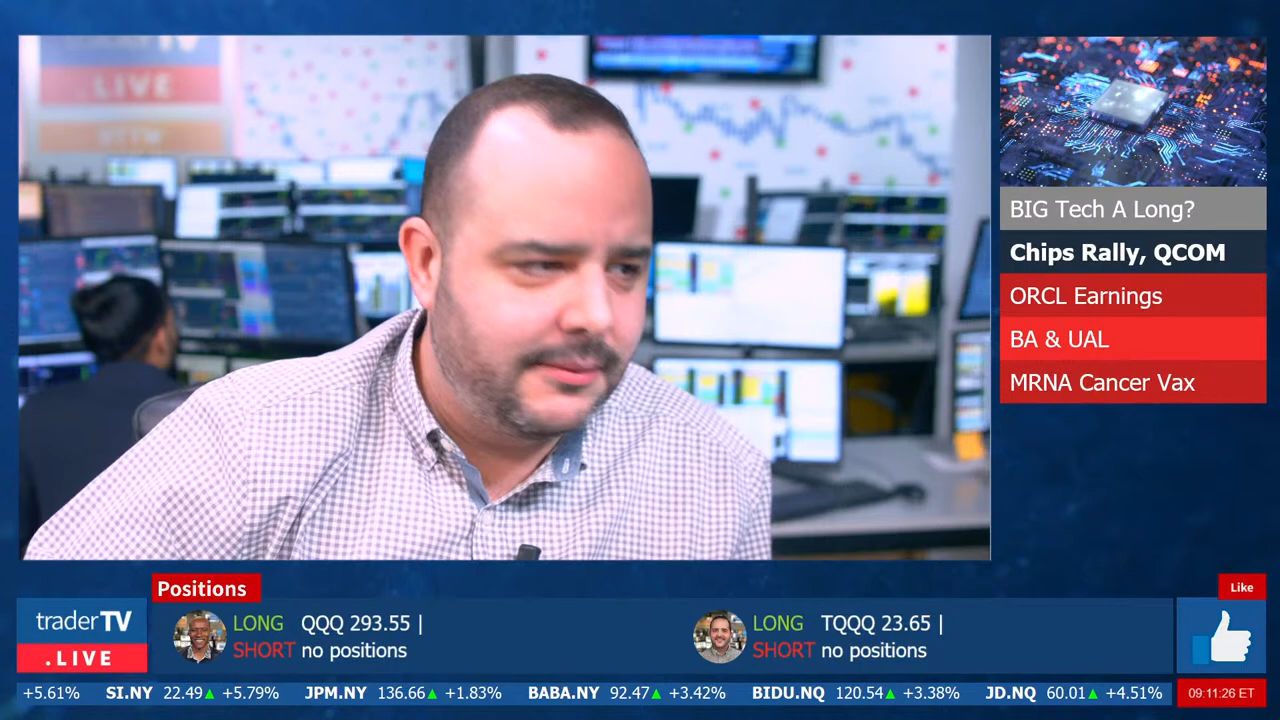 TV
LIVE
BIG Tech A Long?
Chips Rally, QCOM
ORCL Earnings
BA & UAL
MRNA Cancer Vax
Like
Positions
traderTV
.LIVE
LONG QQQ 293.55 |
SHORT no positions
LONG TQQQ 23.65 |
SHORT no positions
+5.61% SI.NY 22.49▲ +5.79% JPM.NY 136.66▲ +1.83% BABA.NY 92.47▲ +3.42% BIDU.NQ 120.54▲ +3.38% JD.NQ 60.01▲ +4.51%
09:11:26 ET